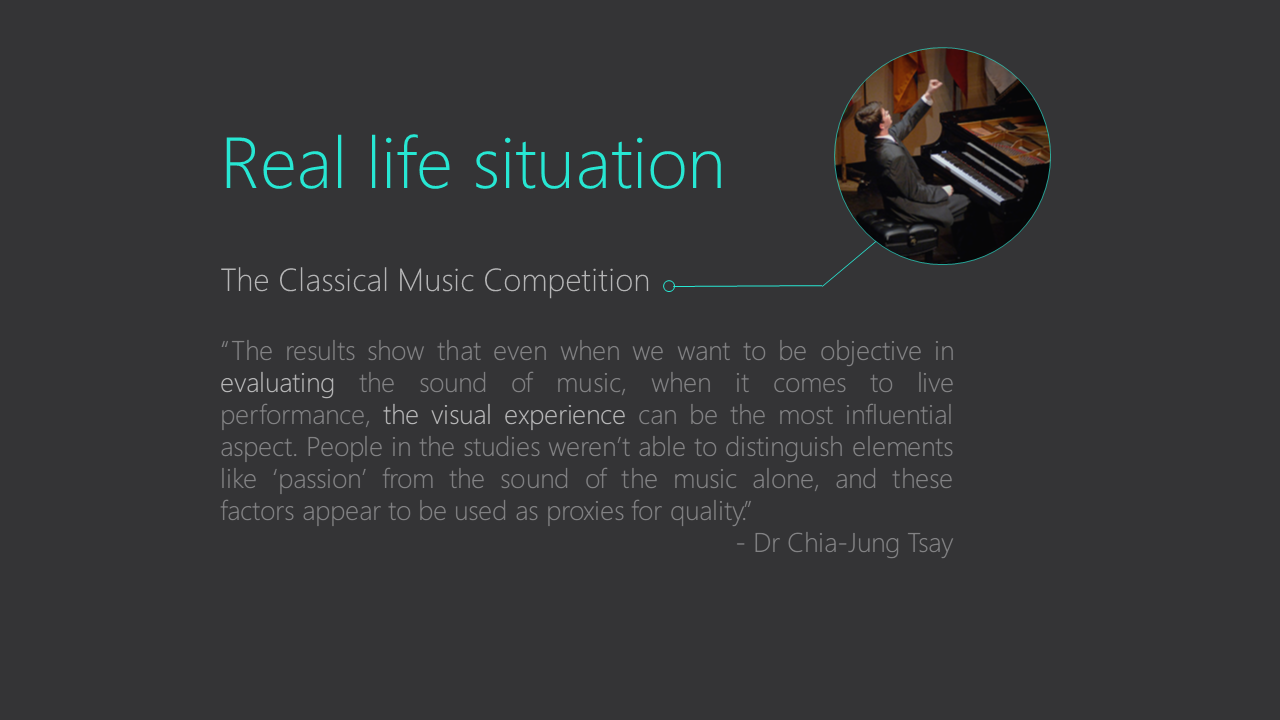 Real life situation
The Classical Music Competition
“The results show that even when we want to be objective in
evaluating the sound of music, when it comes to live
performance, the visual experience can be the most influential
aspect. People in the studies weren’t able to distinguish elements
like ‘passion’ from the sound of the music alone, and these
factors appear to be used as proxies for quality.”
- Dr Chia-Jung Tsay